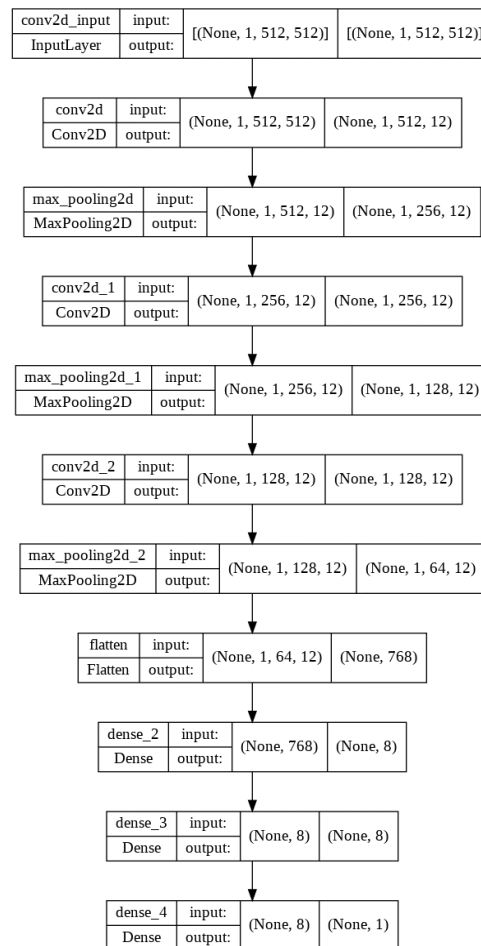 conv2d_input input: [(None, 1, 512, 512)] [(None, 1, 512, 512)]
InputLayer output:
conv2d input: (None, 1, 512, 512) (None, 1, 512, 12)
Conv2D output:
max_pooling2d input: (None, 1, 512, 12) (None, 1, 256, 12)
MaxPooling2D output:
conv2d_1 input: (None, 1, 256, 12) (None, 1, 256, 12)
Conv2D output:
max_pooling2d_1 input: (None, 1, 256, 12) (None, 1, 128, 12)
MaxPooling2D output:
conv2d_2 input: (None, 1, 128, 12) (None, 1, 128, 12)
Conv2D output:
max_pooling2d_2 input: (None, 1, 128, 12) (None, 1, 64, 12)
MaxPooling2D output:
flatten input: (None, 1, 64, 12) (None, 768)
Flatten output:
dense_2 input: (None, 768) (None, 8)
Dense output:
dense_3 input: (None, 8) (None, 8)
Dense output:
dense_4 input: (None, 8) (None, 1)
Dense output: